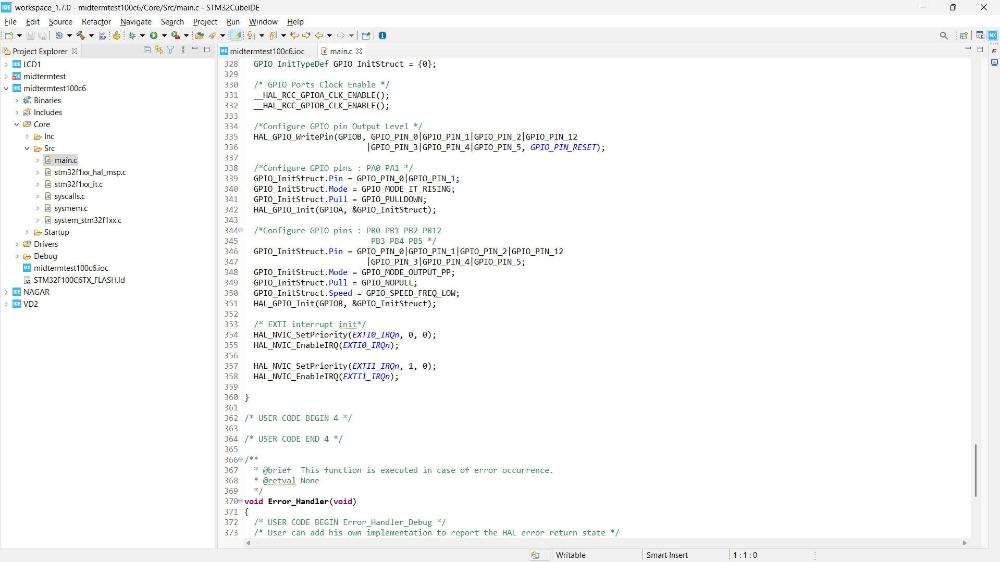 IDE workspace_1.7.0 - midtermtest100c6/Core/Src/main.c - STM32CubeIDE
File Edit Source Refactor Navigate Search Project Run Window Help
Project Explorer
IDE LCD1
IDE midtermtest
IDE midtermtest100c6
Binaries
Includes
Core
Inc
Src
main.c
stm32f1xx_hal_msp.c
stm32f1xx_it.c
syscalls.c
sysmem.c
system_stm32f1xx.c
Startup
Drivers
Debug
MX midtermtest100c6.ioc
STM32F100C6TX_FLASH.ld
IDE NAGAR
IDE VD2
MX midtermtest100c6.ioc
main.c
328 GPIO_InitTypeDef GPIO_InitStruct = {0};
329
330 /* GPIO Ports Clock Enable */
331 __HAL_RCC_GPIOA_CLK_ENABLE();
332 __HAL_RCC_GPIOB_CLK_ENABLE();
333
334 /*Configure GPIO pin Output Level */
335 HAL_GPIO_WritePin(GPIOB, GPIO_PIN_0|GPIO_PIN_1|GPIO_PIN_2|GPIO_PIN_12
336 |GPIO_PIN_3|GPIO_PIN_4|GPIO_PIN_5, GPIO_PIN_RESET);
337
338 /*Configure GPIO pins : PA0 PA1 */
339 GPIO_InitStruct.Pin = GPIO_PIN_0|GPIO_PIN_1;
340 GPIO_InitStruct.Mode = GPIO_MODE_IT_RISING;
341 GPIO_InitStruct.Pull = GPIO_PULLDOWN;
342 HAL_GPIO_Init(GPIOA, &GPIO_InitStruct);
343
344 /*Configure GPIO pins : PB0 PB1 PB2 PB12
345 PB3 PB4 PB5 */
346 GPIO_InitStruct.Pin = GPIO_PIN_0|GPIO_PIN_1|GPIO_PIN_2|GPIO_PIN_12
347 |GPIO_PIN_3|GPIO_PIN_4|GPIO_PIN_5;
348 GPIO_InitStruct.Mode = GPIO_MODE_OUTPUT_PP;
349 GPIO_InitStruct.Pull = GPIO_NOPULL;
350 GPIO_InitStruct.Speed = GPIO_SPEED_FREQ_LOW;
351 HAL_GPIO_Init(GPIOB, &GPIO_InitStruct);
352
353 /* EXTI interrupt init*/
354 HAL_NVIC_SetPriority(EXTI0_IRQn, 0, 0);
355 HAL_NVIC_EnableIRQ(EXTI0_IRQn);
356
357 HAL_NVIC_SetPriority(EXTI1_IRQn, 1, 0);
358 HAL_NVIC_EnableIRQ(EXTI1_IRQn);
359
360 }
361
362 /* USER CODE BEGIN 4 */
363
364 /* USER CODE END 4 */
365
366 /**
367 * @brief  This function is executed in case of error occurrence.
368 * @retval None
369 */
370 void Error_Handler(void)
371 {
372 /* USER CODE BEGIN Error_Handler_Debug */
373 /* User can add his own implementation to report the HAL error return state */
Writable Smart Insert 1 : 1 : 0